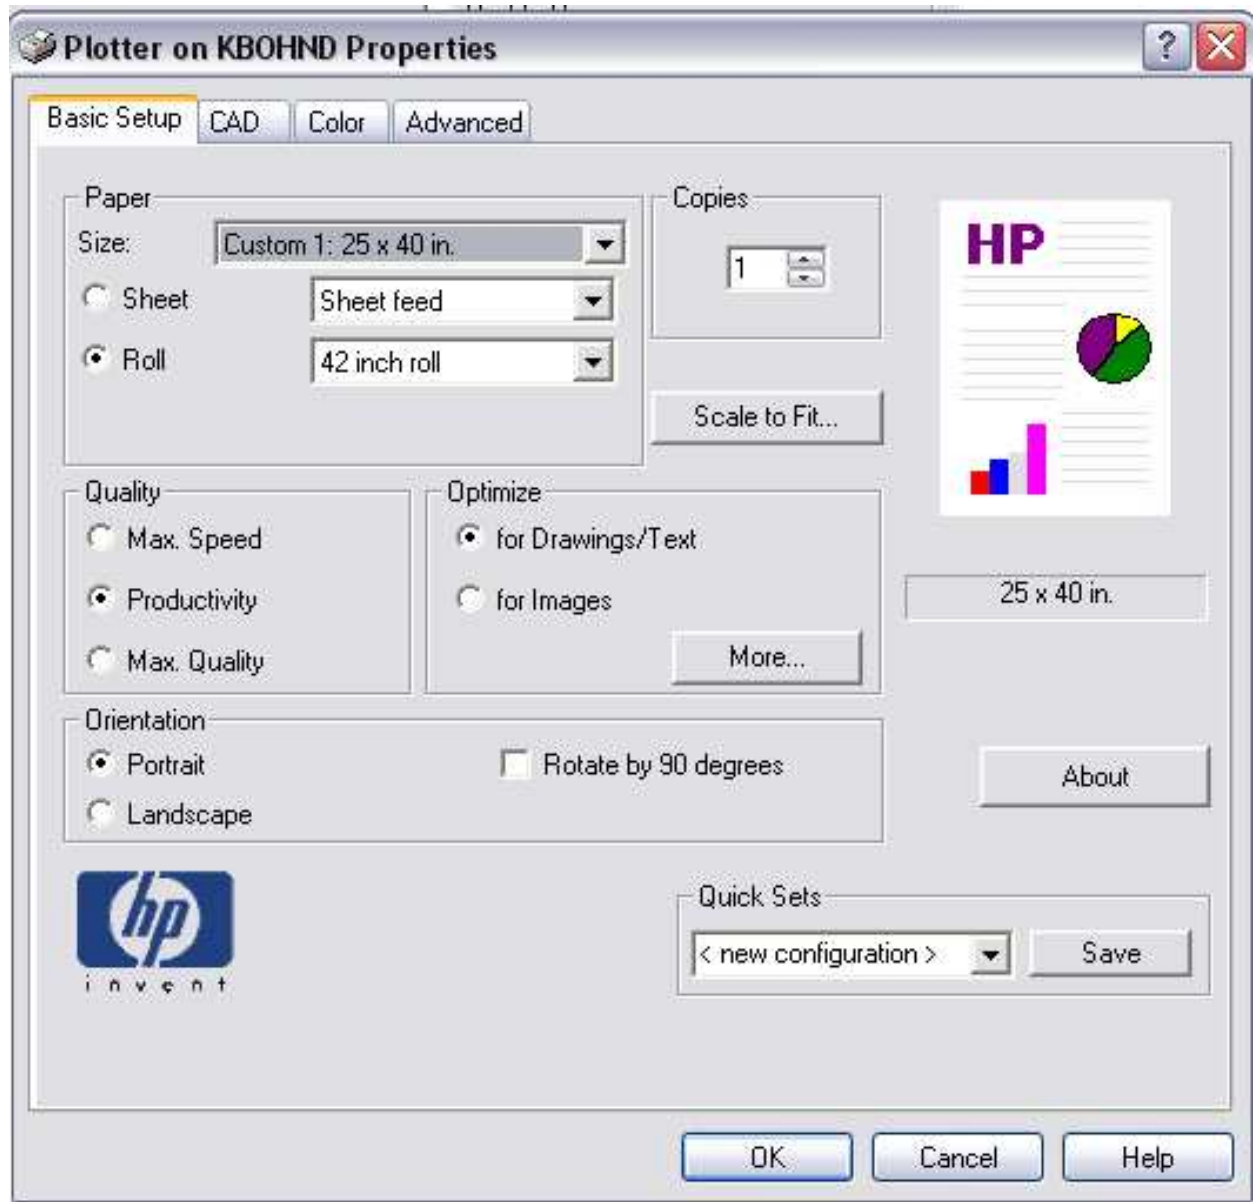 Plotter on KBOHND Properties
Basic Setup CAD Color Advanced
Paper
Size: Custom 1: 25 x 40 in.
Sheet Sheet feed
Roll 42 inch roll
Copies
1
Scale to Fit...
HP
25 x 40 in.
Quality
Max. Speed
Productivity
Max. Quality
Optimize
for Drawings/Text
for Images
More...
Orientation
Portrait
Rotate by 90 degrees
Landscape
About
hp
invent
Quick Sets
< new configuration > Save
OK Cancel Help